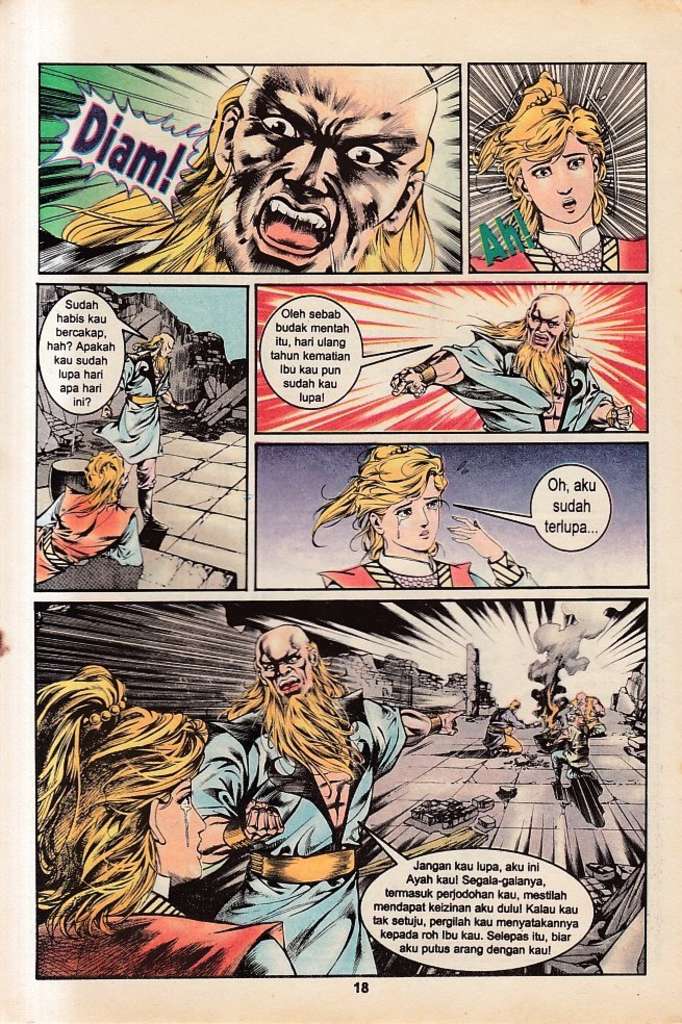 Diam!
Ah!
Sudah
habis kau
bercakap,
hah? Apakah
kau sudah
lupa hari
apa hari
ini?
Oleh sebab
budak mentah
itu, hari ulang
tahun kematian
Ibu kau pun
sudah kau
lupa!
Oh, aku
sudah
terlupa...
Jangan kau lupa, aku ini
Ayah kau! Segala-galanya,
termasuk perjodohan kau, mestilah
mendapat keizinan aku dulu! Kalau kau
tak setuju, pergilah kau menyatakannya
kepada roh Ibu kau. Selepas itu, biar
aku putus arang dengan kau!
18